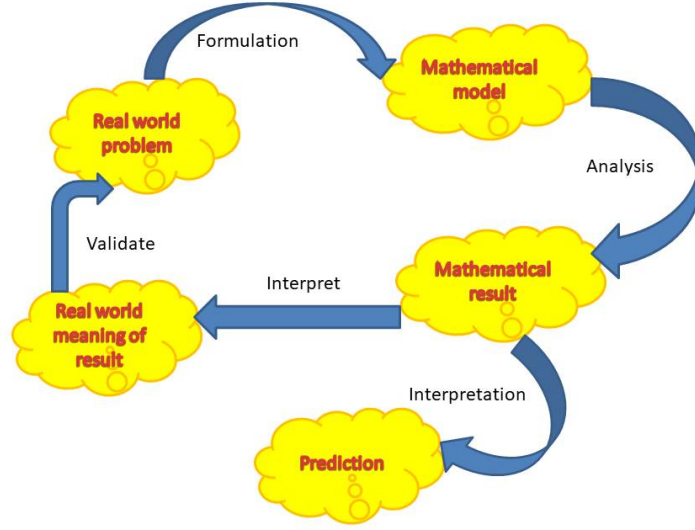 Formulation
Mathematical
model
Real world
problem
Analysis
Validate
Mathematical
result
Interpret
Real world
meaning of
result
Interpretation
Prediction